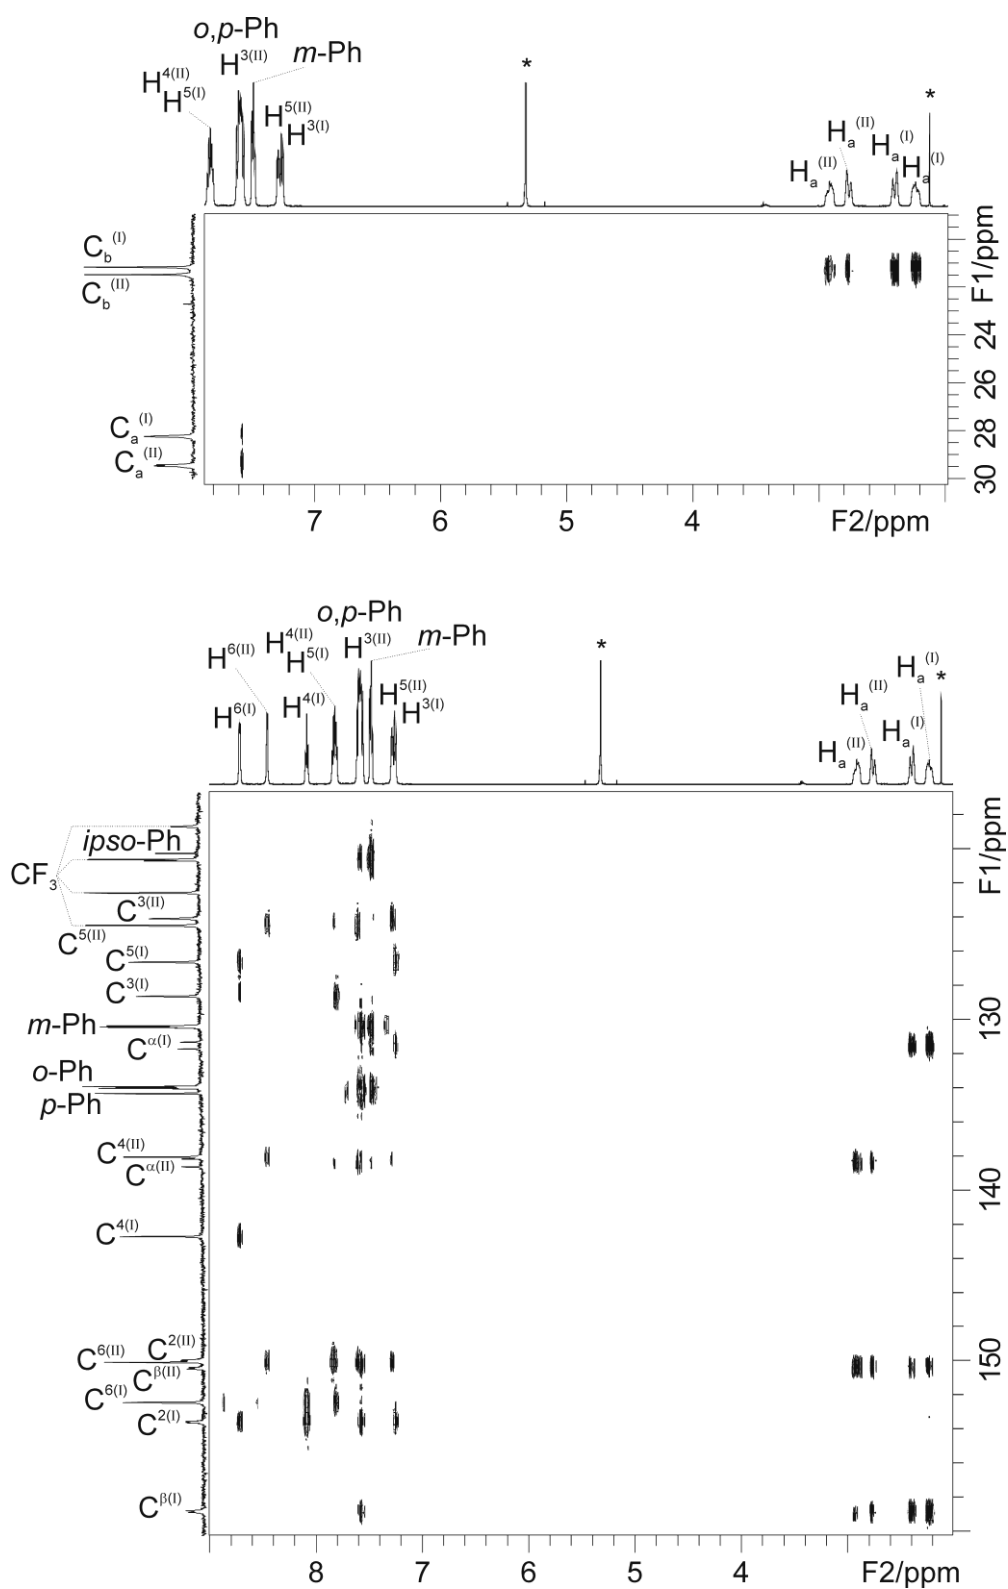 o,p-Ph
H3(II)
m-Ph
H4(II)
H5(I)
H5(II)
H3(I)
*
*
Ha(II)
Ha(II)
Ha(I)
Ha(I)
Cb(I)
Cb(II)
Ca(I)
Ca(II)
F1/ppm
24
26
28
30
7
6
5
4
F2/ppm
o,p-Ph
H3(II)
m-Ph
H6(II)
H4(II)
H5(I)
H6(I)
H4(I)
H5(II)
H3(I)
*
*
Ha(II)
Ha(II)
Ha(I)
Ha(I)
ipso-Ph
CF3
C3(II)
C5(II)
C5(I)
C3(I)
m-Ph
Cα(I)
o-Ph
p-Ph
C4(II)
Cα(II)
C4(I)
C2(II)
C6(II)
Cβ(II)
C6(I)
C2(I)
Cβ(I)
F1/ppm
130
140
150
8
7
6
5
4
F2/ppm